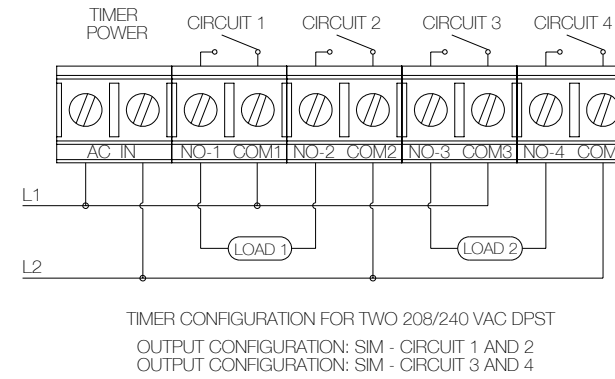 TIMER
POWER
CIRCUIT 1
CIRCUIT 2
CIRCUIT 3
CIRCUIT 4
AC IN
NO-1 COM1
NO-2 COM2
NO-3 COM3
NO-4 COM
L1
LOAD 1
LOAD 2
L2
TIMER CONFIGURATION FOR TWO 208/240 VAC DPST
OUTPUT CONFIGURATION: SIM - CIRCUIT 1 AND 2
OUTPUT CONFIGURATION: SIM - CIRCUIT 3 AND 4